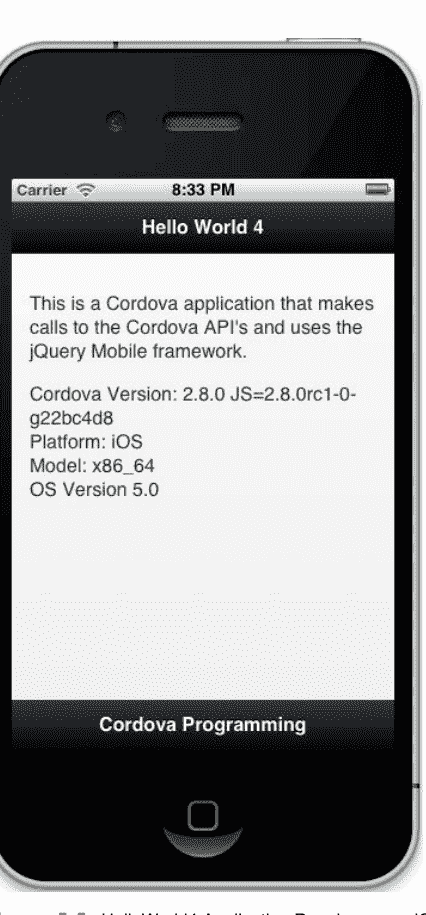 Carrier 8:33 PM
Hello World 4
This is a Cordova application that makes
calls to the Cordova API's and uses the
jQuery Mobile framework.
Cordova Version: 2.8.0 JS=2.8.0rc1-0-
g22bc4d8
Platform: iOS
Model: x86_64
OS Version 5.0
Cordova Programming